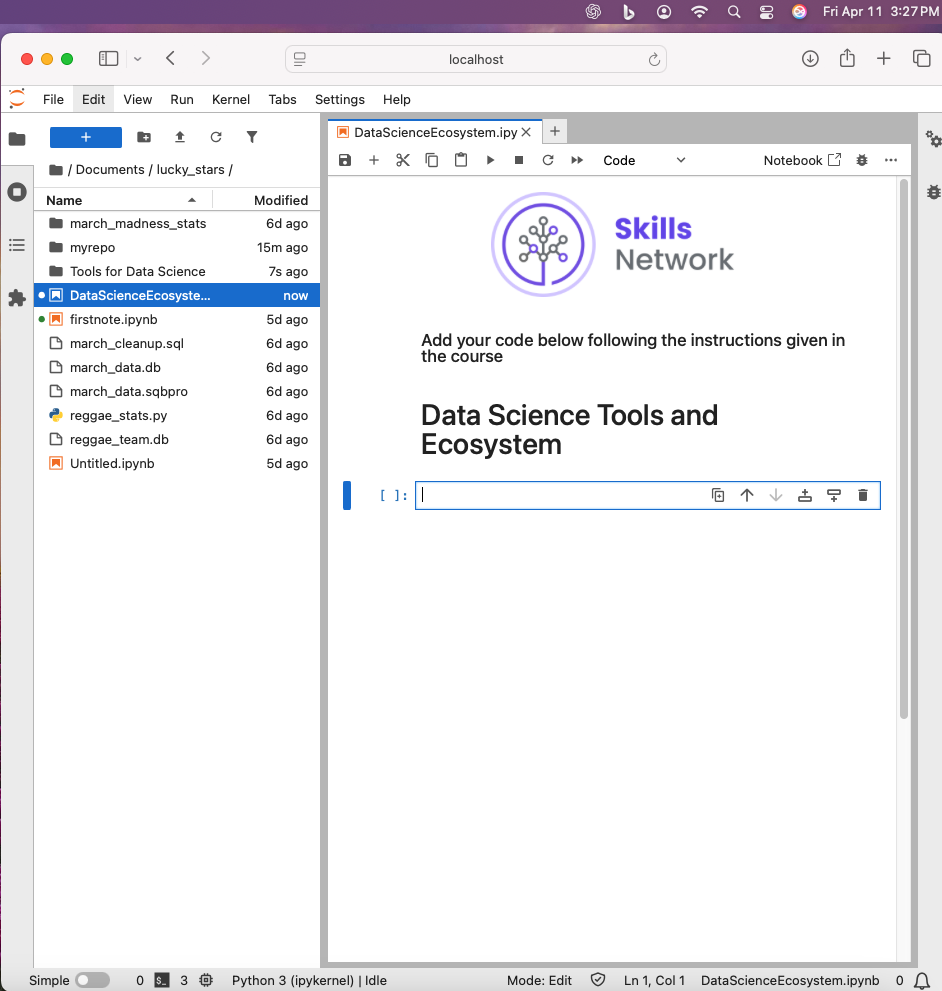 Fri Apr 11 3:27 PM
localhost
File Edit View Run Kernel Tabs Settings Help
DataScienceEcosystem.ipy
Code Notebook
/ Documents / lucky_stars /
Name Modified
march_madness_stats 6d ago
myrepo 15m ago
Tools for Data Science 7s ago
DataScienceEcosyste... now
firstnote.ipynb 5d ago
march_cleanup.sql 6d ago
march_data.db 6d ago
march_data.sqbpro 6d ago
reggae_stats.py 6d ago
reggae_team.db 6d ago
Untitled.ipynb 5d ago
Skills
Network
Add your code below following the instructions given in
the course
Data Science Tools and
Ecosystem
[ ]:
Simple 0 3 Python 3 (ipykernel) | Idle Mode: Edit Ln 1, Col 1 DataScienceEcosystem.ipynb 0